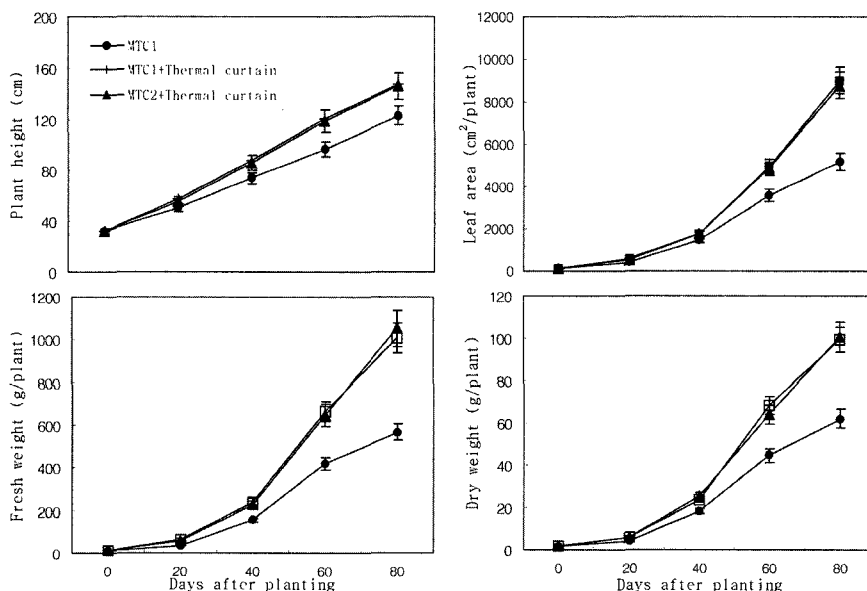 Plant height (cm)
200
160
120
80
40
0
MTC1
MTC1+Thermal curtain
MTC2+Thermal curtain
Leaf area (cm²/plant)
12000
10000
8000
6000
4000
2000
0
Fresh weight (g/plant)
1200
1000
800
600
400
200
0
0 20 40 60 80
Days after planting
Dry weight (g/plant)
120
100
80
60
40
20
0
0 20 40 60 80
Days after planting